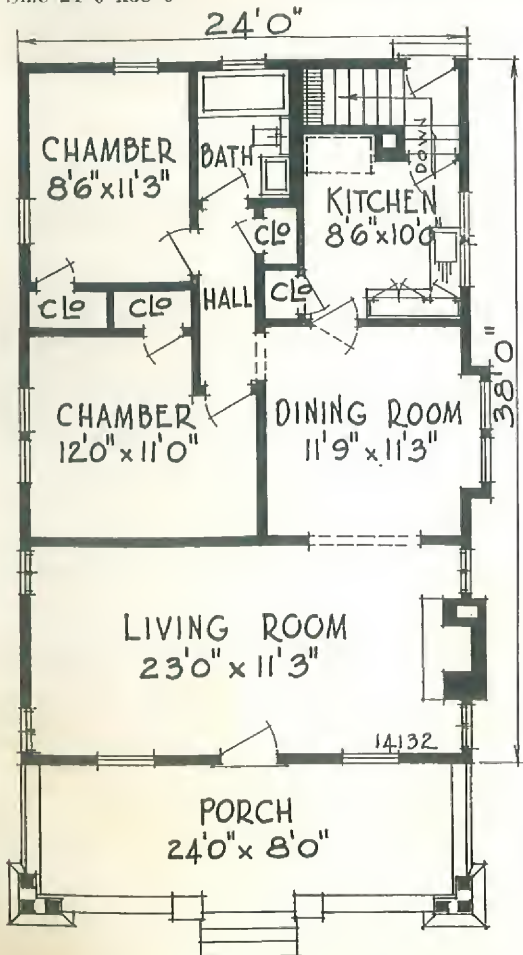 24'0"
CHAMBER
8'6"x11'3"
BATH
DOWN
KITCHEN
8'6"x10'0"
CLO
CLO
HALL
CLO
CLO
38'0"
CHAMBER
12'0"x11'0"
DINING ROOM
11'9"x11'3"
LIVING ROOM
23'0"x11'3"
14132
PORCH
24'0"x8'0"